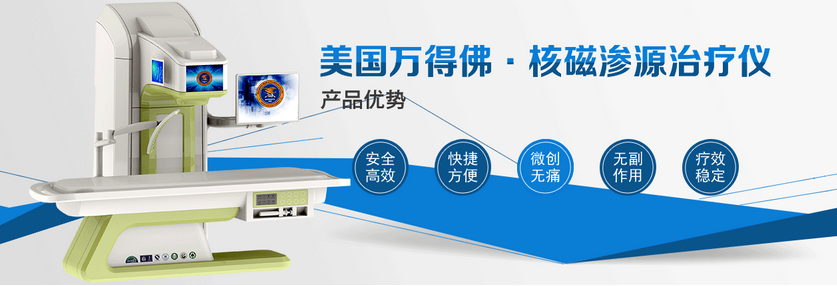 美国万得佛·核磁渗源治疗仪
产品优势
安全
高效
快捷
方便
微创
无痛
无副
作用
疗效
稳定